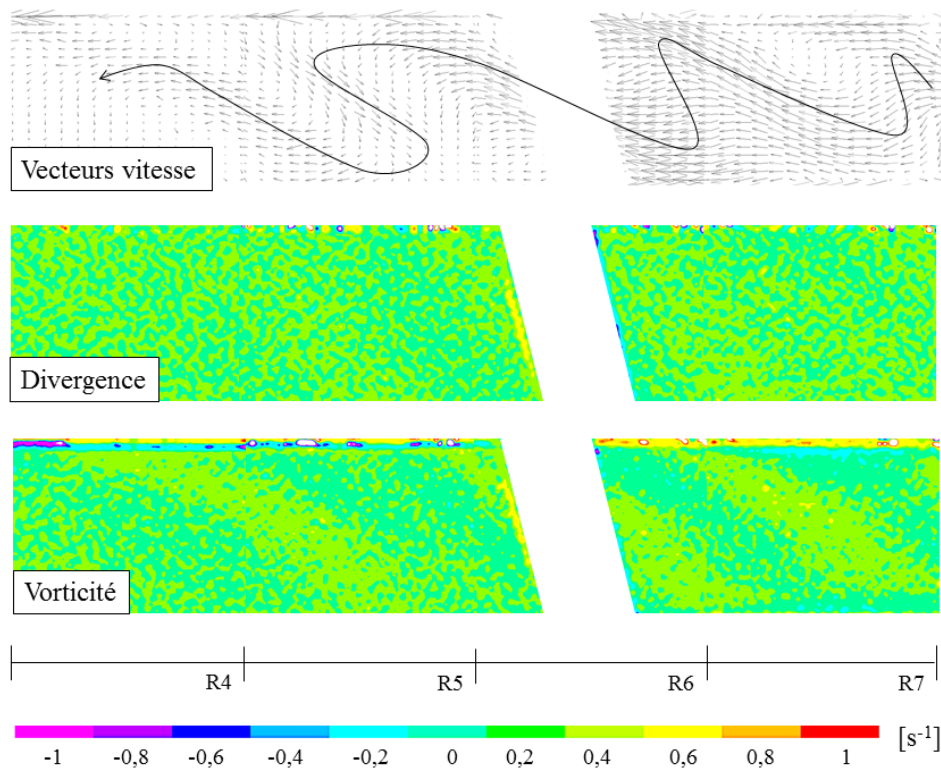 Vecteurs vitesse
Divergence
Vorticité
R4 R5 R6 R7
-1 -0,8 -0,6 -0,4 -0,2 0 0,2 0,4 0,6 0,8 1 [s⁻¹]